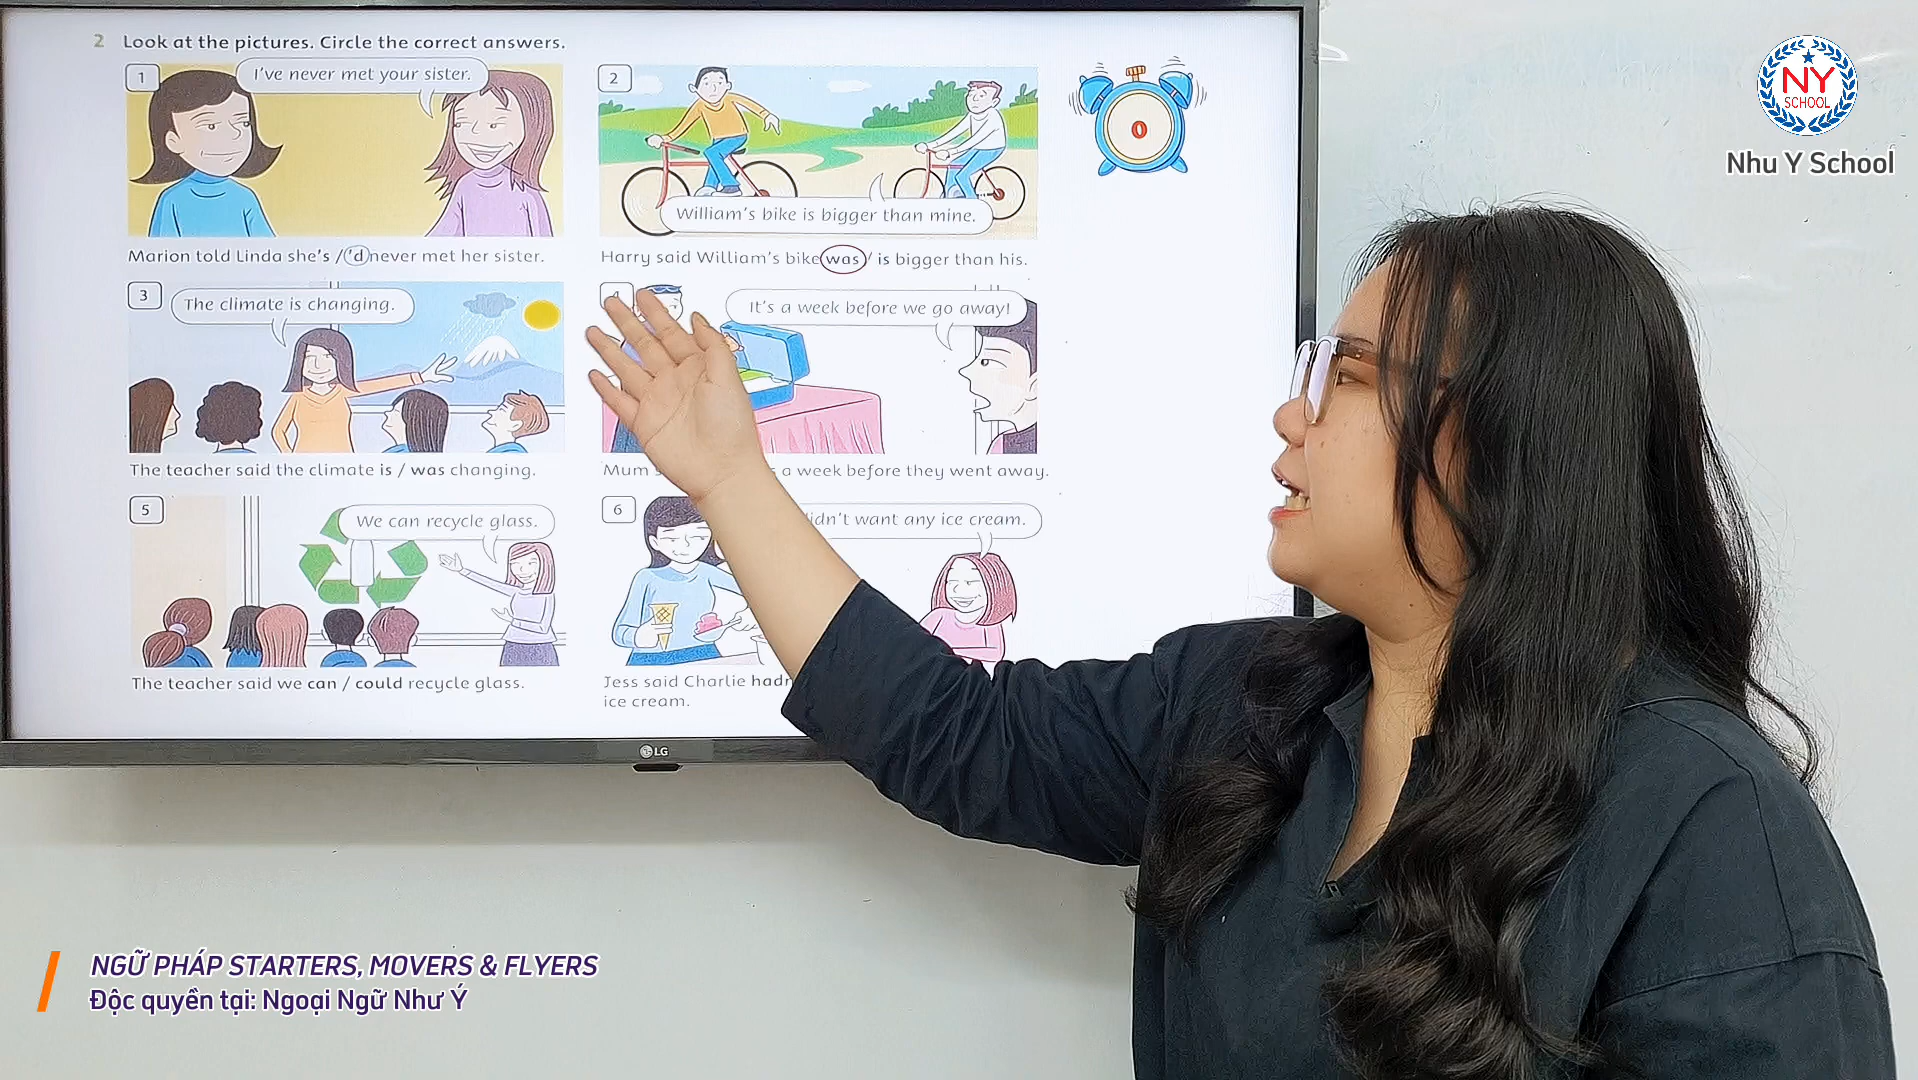 2 Look at the pictures. Circle the correct answers.
1
I've never met your sister.
Marion told Linda she's / 'd never met her sister.
2
William's bike is bigger than mine.
Harry said William's bike was / is bigger than his.
3
The climate is changing.
The teacher said the climate is / was changing.
4
It's a week before we go away!
Mum a week before they went away.
5
We can recycle glass.
The teacher said we can / could recycle glass.
6
want any ice cream.
Jess said Charlie
ice cream.
0
LG
NY
SCHOOL
Nhu Y School
NGỮ PHÁP STARTERS, MOVERS & FLYERS
Độc quyền tại: Ngoại Ngữ Như Ý